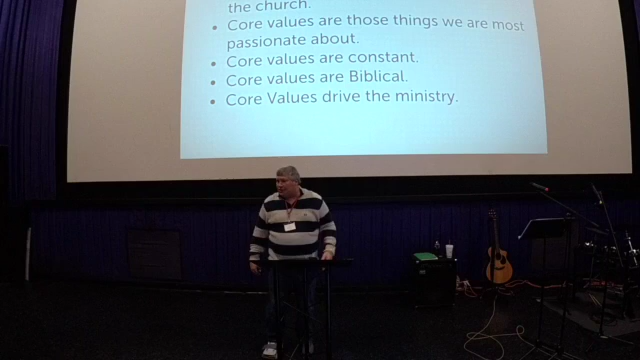 the church.
• Core values are those things we are most
passionate about.
• Core values are constant.
• Core values are Biblical.
• Core Values drive the ministry.